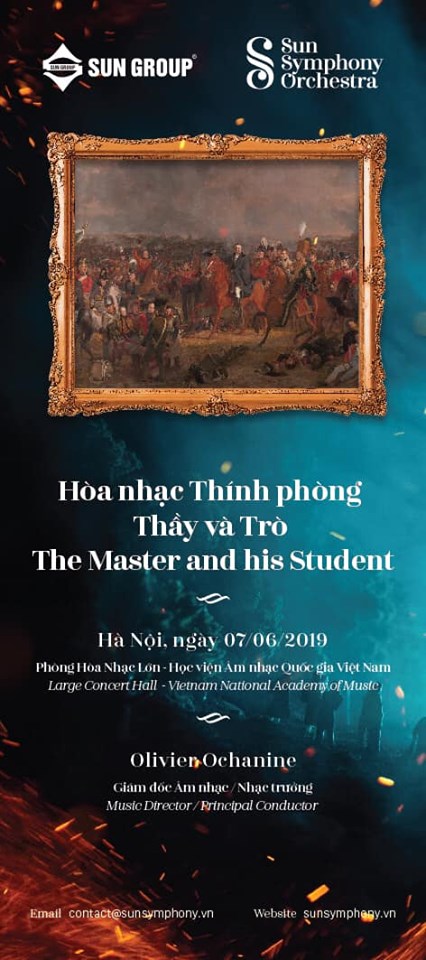 SUN GROUP
SUN GROUP®
Sun
Symphony
Orchestra
Hòa nhạc Thính phòng
Thầy và Trò
The Master and his Student
Hà Nội, ngày 07/06/2019
Phòng Hòa Nhạc Lớn - Học viện Âm nhạc Quốc gia Việt Nam
Large Concert Hall - Vietnam National Academy of Music
Olivier Ochanine
Giám đốc Âm nhạc / Nhạc trưởng
Music Director / Principal Conductor
Email contact@sunsymphony.vn Website sunsymphony.vn